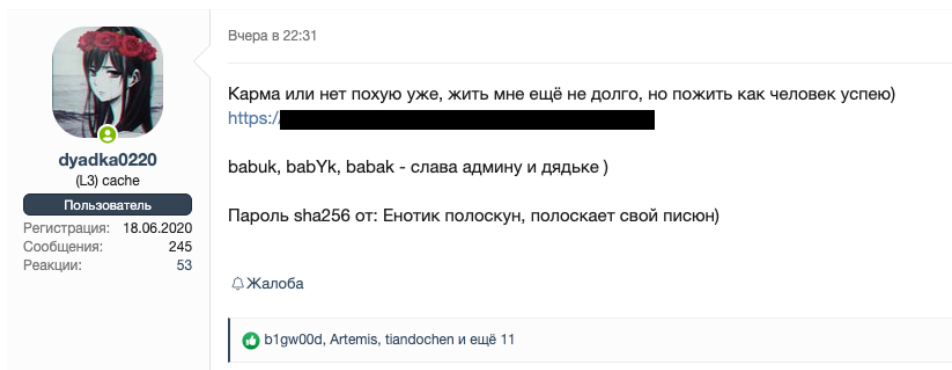 Вчера в 22:31
Карма или нет похую уже, жить мне ещё не долго, но пожить как человек успею)
https:/
babuk, babYk, babak - слава админу и дядьке )
Пароль sha256 от: Енотик полоскун, полоскает свой писюн)
dyadka0220
(L3) cache
Пользователь
Регистрация: 18.06.2020
Сообщения: 245
Реакции: 53
Жалоба
b1gw00d, Artemis, tiandochen и ещё 11